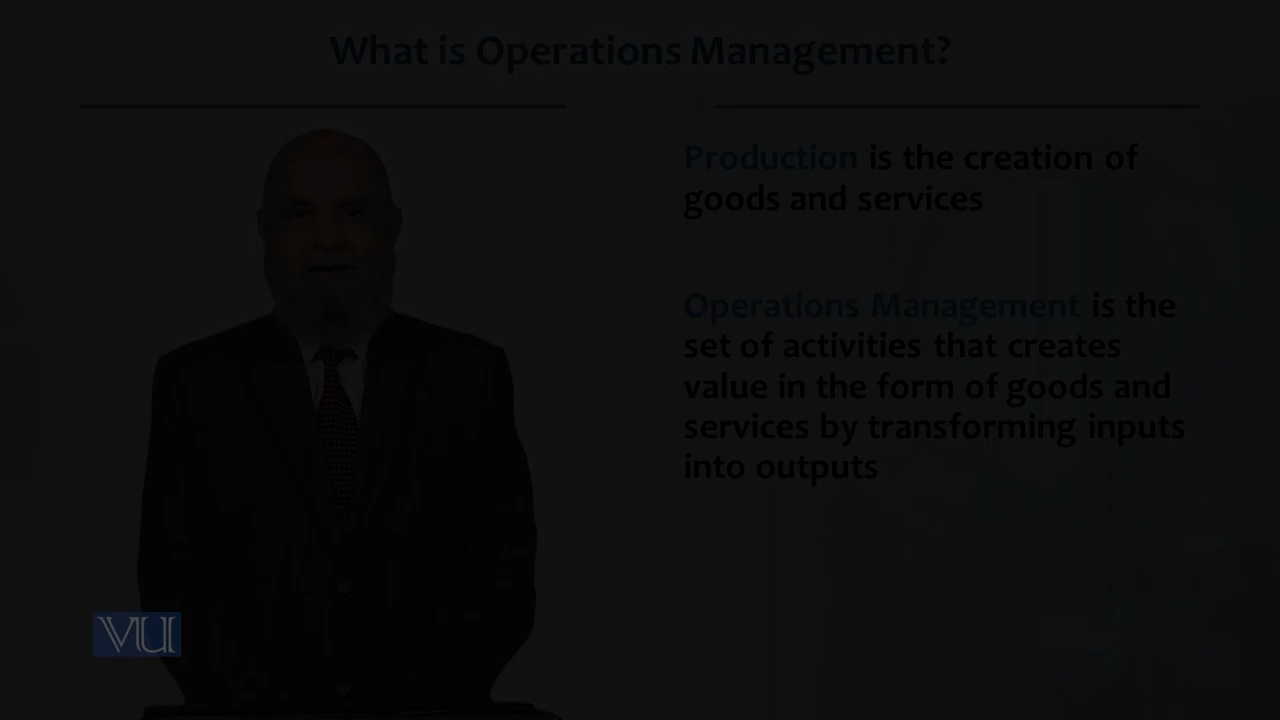 What is Operations Management?
Production is the creation of
goods and services
Operations Management is the
set of activities that creates
value in the form of goods and
services by transforming inputs
into outputs
VU